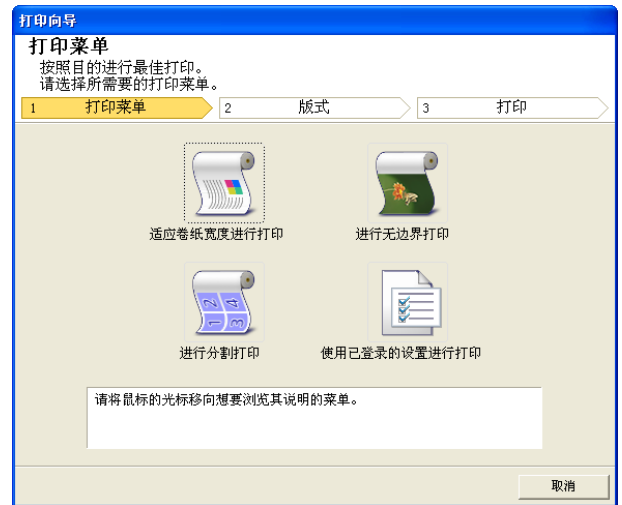 打印向导
打印菜单
按照目的进行最佳打印。
请选择所需要的打印菜单。
1 打印菜单 2 版式 3 打印
适应卷纸宽度进行打印 进行无边界打印
1 2 3 4
进行分割打印 使用已登录的设置进行打印
请将鼠标的光标移向想要浏览其说明的菜单。
取消